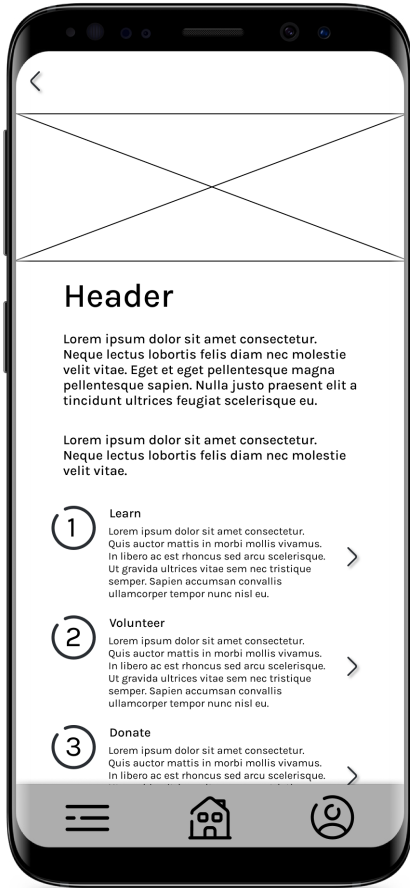 Header
Lorem ipsum dolor sit amet consectetur.
Neque lectus lobortis felis diam nec molestie
velit vitae. Eget et eget pellentesque magna
pellentesque sapien. Nulla justo praesent elit a
tincidunt ultrices feugiat scelerisque eu.
Lorem ipsum dolor sit amet consectetur.
Neque lectus lobortis felis diam nec molestie
velit vitae.
1
Learn
Lorem ipsum dolor sit amet consectetur.
Quis auctor mattis in morbi mollis vivamus.
In libero ac est rhoncus sed arcu scelerisque.
Ut gravida ultrices vitae sem nec tristique
semper. Sapien accumsan convallis
ullamcorper tempor nunc nisl eu.
2
Volunteer
Lorem ipsum dolor sit amet consectetur.
Quis auctor mattis in morbi mollis vivamus.
In libero ac est rhoncus sed arcu scelerisque.
Ut gravida ultrices vitae sem nec tristique
semper. Sapien accumsan convallis
ullamcorper tempor nunc nisl eu.
3
Donate
Lorem ipsum dolor sit amet consectetur.
Quis auctor mattis in morbi mollis vivamus.
In libero ac est rhoncus sed arcu scelerisque.